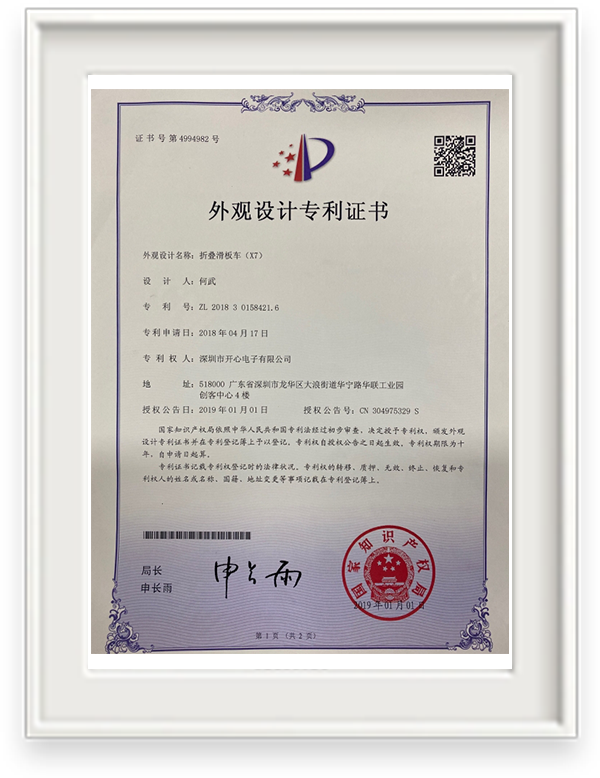 证书号第4994982号
外观设计专利证书
外观设计名称：折叠滑板车（X7）
设 计 人：何武
专 利 号：ZL 2018 3 0158421.6
专利申请日：2018年04月17日
专 利 权 人：深圳市开心电子有限公司
地 址：518000 广东省深圳市龙华区大浪街道华宁路华联工业园
创客中心4楼
授权公告日：2019年01月01日 授权公告号：CN 304975329 S
国家知识产权局依照中华人民共和国专利法经过初步审查，决定授予专利权，颁发外观
设计专利证书并在专利登记簿上予以登记。专利权自授权公告之日起生效。专利权期限为十
年，自申请日起算。
专利证书记载专利权登记时的法律状况。专利权的转移、质押、无效、终止、恢复和专
利权人的姓名或名称、国籍、地址变更等事项记载在专利登记簿上。
局长
申长雨
申长雨
国家知识产权局
2019年01月01日
第 1 页 （共 2 页）